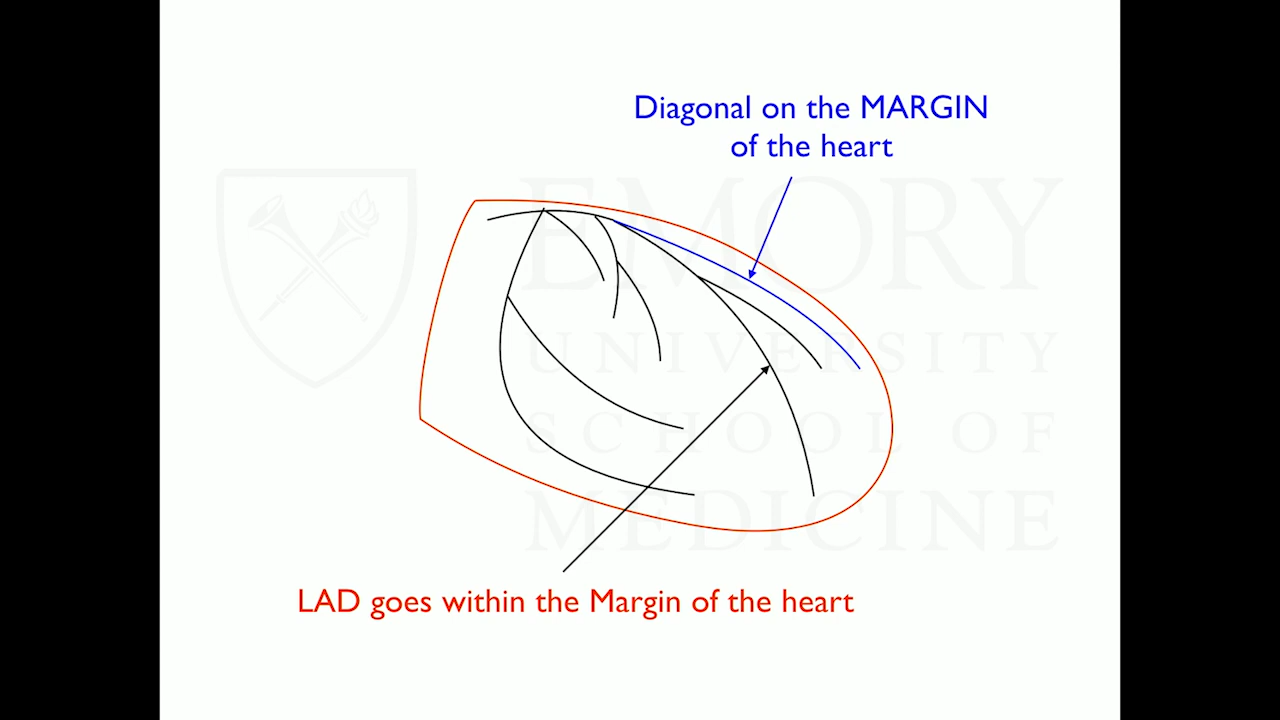 Diagonal on the MARGIN
of the heart
EMORY
UNIVERSITY
SCHOOL OF
MEDICINE
LAD goes within the Margin of the heart